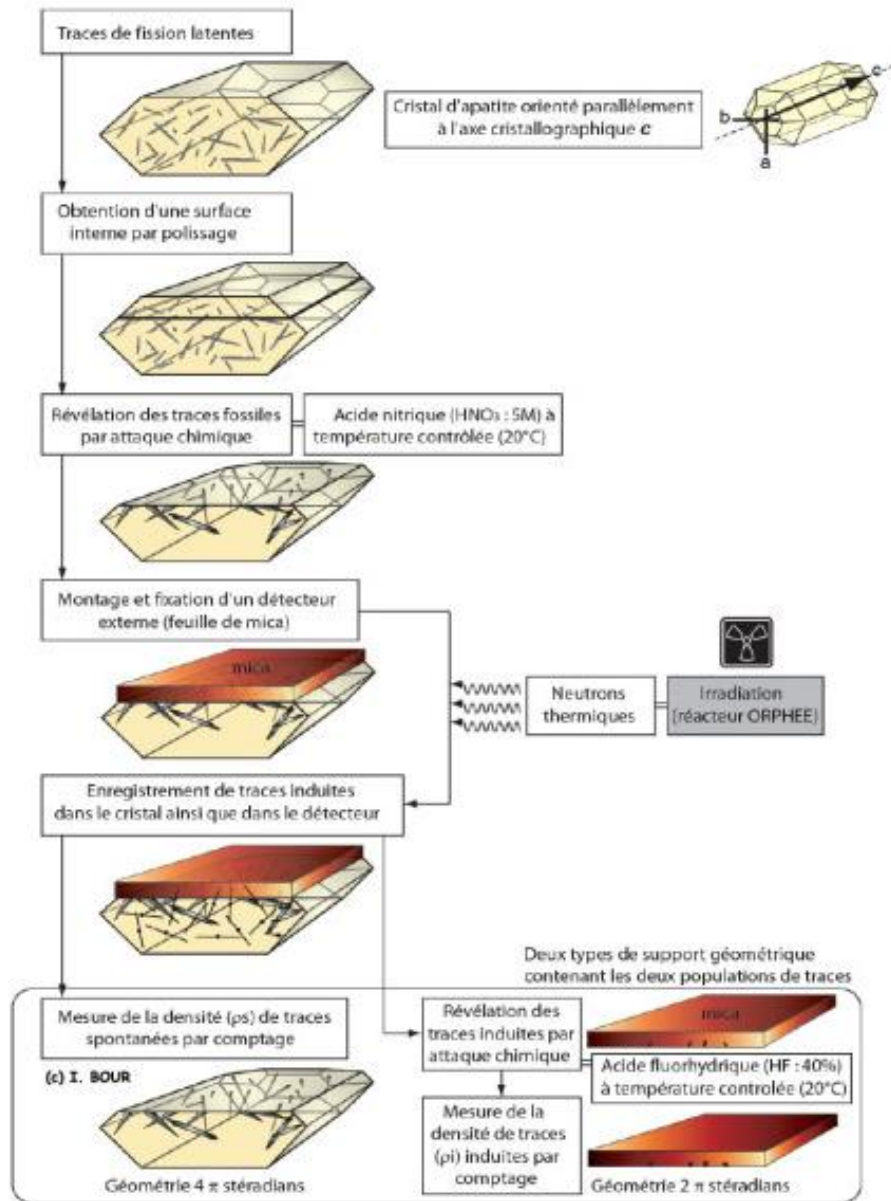 Traces de fission latentes
Cristal d'apatite orienté parallèlement
à l'axe cristallographique c
c
b
a
Obtention d'une surface
interne par polissage
Révélation des traces fossiles
par attaque chimique
Acide nitrique (HNO₃ : 5M) à
température contrôlée (20°C)
Montage et fixation d'un détecteur
externe (feuille de mica)
mica
Neutrons
thermiques
Irradiation
(réacteur ORPHEE)
Enregistrement de traces induites
dans le cristal ainsi que dans le détecteur
Deux types de support géométrique
contenant les deux populations de traces
Mesure de la densité (ρs) de traces
spontanées par comptage
(c) I. BOUR
Géométrie 4 π stéradians
Révélation des
traces induites par
attaque chimique
mica
Acide fluorhydrique (HF : 40%)
à température controlée (20°C)
Mesure de la
densité de traces
(ρi) induites par
comptage
Géométrie 2 π stéradians